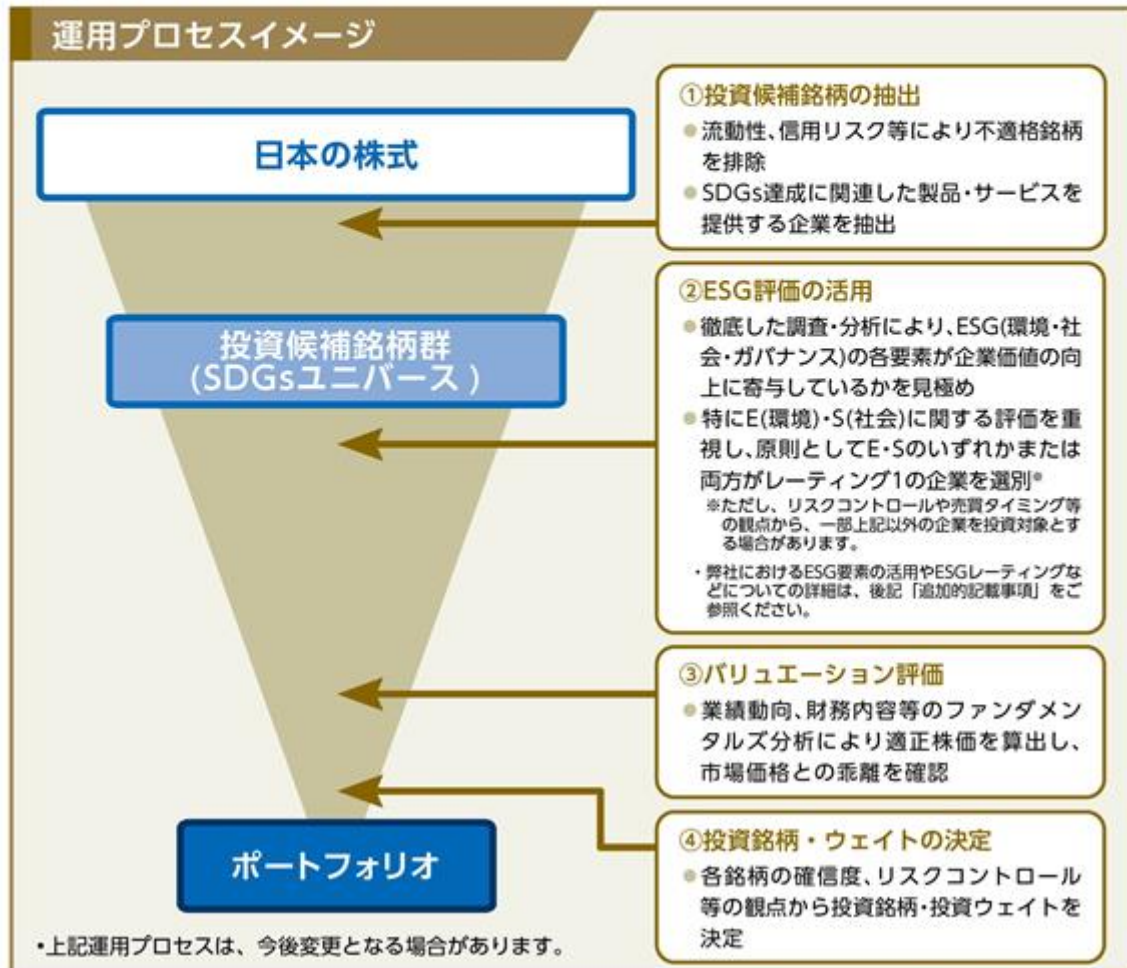 運用プロセスイメージ
日本の株式
①投資候補銘柄の抽出
●流動性、信用リスク等により不適格銘柄
を排除
●SDGs達成に関連した製品・サービスを
提供する企業を抽出
投資候補銘柄群
(SDGsユニバース)
②ESG評価の活用
●徹底した調査・分析により、ESG(環境・社
会・ガバナンス)の各要素が企業価値の向
上に寄与しているかを見極め
●特にE(環境)・S(社会)に関する評価を重
視し、原則としてE・Sのいずれかまたは
両方がレーティング1の企業を選別※
※ただし、リスクコントロールや売買タイミング等
の観点から、一部上記以外の企業を投資対象とす
る場合があります。
・弊社におけるESG要素の活用やESGレーティングな
どについての詳細は、後記「追加的記載事項」をご
参照ください。
③バリュエーション評価
●業績動向、財務内容等のファンダメン
タルズ分析により適正株価を算出し、
市場価格との乖離を確認
④投資銘柄・ウェイトの決定
●各銘柄の確信度、リスクコントロール
等の観点から投資銘柄・投資ウェイトを
決定
ポートフォリオ
•上記運用プロセスは、今後変更となる場合があります。